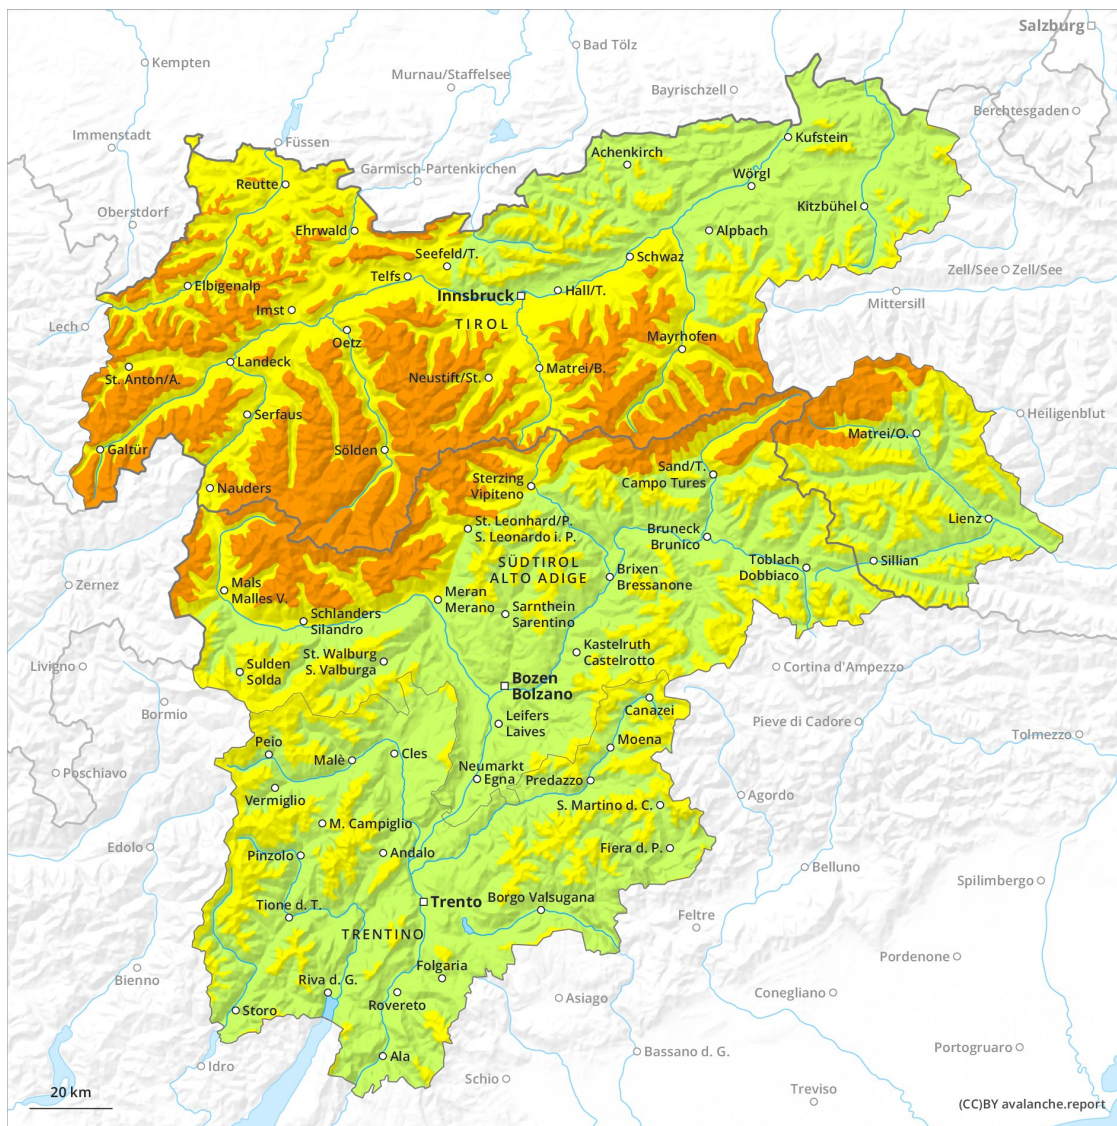 Salzburg
Bad Tölz
Kempten
Murnau/Staffelsee
Bayrischzell
Berchtesgaden
Immenstadt
Füssen
Kufstein
Achenkirch
Garmisch-Partenkirchen
Wörgl
Reutte
Oberstdorf
Kitzbühel
Ehrwald
Alpbach
Seefeld/T.
Schwaz
Telfs
Zell/See
Zell/See
Elbigenalp
Innsbruck
Hall/T.
Mittersill
Imst
TIROL
Lech
Oetz
Mayrhofen
Landeck
Matrei/B.
St. Anton/A.
Neustift/St.
Serfaus
Heiligenblut
Matrei/O.
Galtür
Sölden
Sterzing
Vipiteno
Sand/T.
Campo Tures
Nauders
St. Leonhard/P.
S. Leonardo i. P.
Lienz
Bruneck
Brunico
SÜDTIROL
ALTO ADIGE
Toblach
Dobbiaco
Sillian
Brixen
Bressanone
Zernez
Mals
Malles V.
Meran
Merano
Schlanders
Silandro
Sarnthein
Sarentino
Kastelruth
Castelrotto
St. Walburg
S. Valburga
Livigno
Sulden
Solda
Cortina d'Ampezzo
Bozen
Bolzano
Canazei
Bormio
Leifers
Laives
Pieve di Cadore
Tolmezzo
Peio
Moena
Malè
Cles
Neumarkt
Egna
Predazzo
Poschiavo
Vermiglio
Agordo
S. Martino d. C.
M. Campiglio
Edolo
Pinzolo
Andalo
Fiera d. P.
Belluno
Spilimbergo
Trento
Borgo Valsugana
Tione d. T.
Feltre
TRENTINO
Pordenone
Folgaria
Bienno
Riva d. G.
Rovereto
Asiago
Conegliano
Storo
Ala
Bassano d. G.
Portogruaro
Idro
Schio
Treviso
20 km
(CC)BY avalanche.report